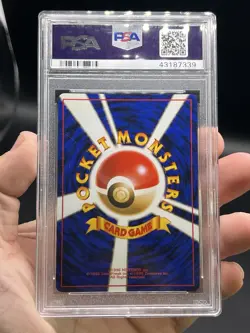 PSA
PSA
43187339
POCKET MONSTERS
CARD GAME